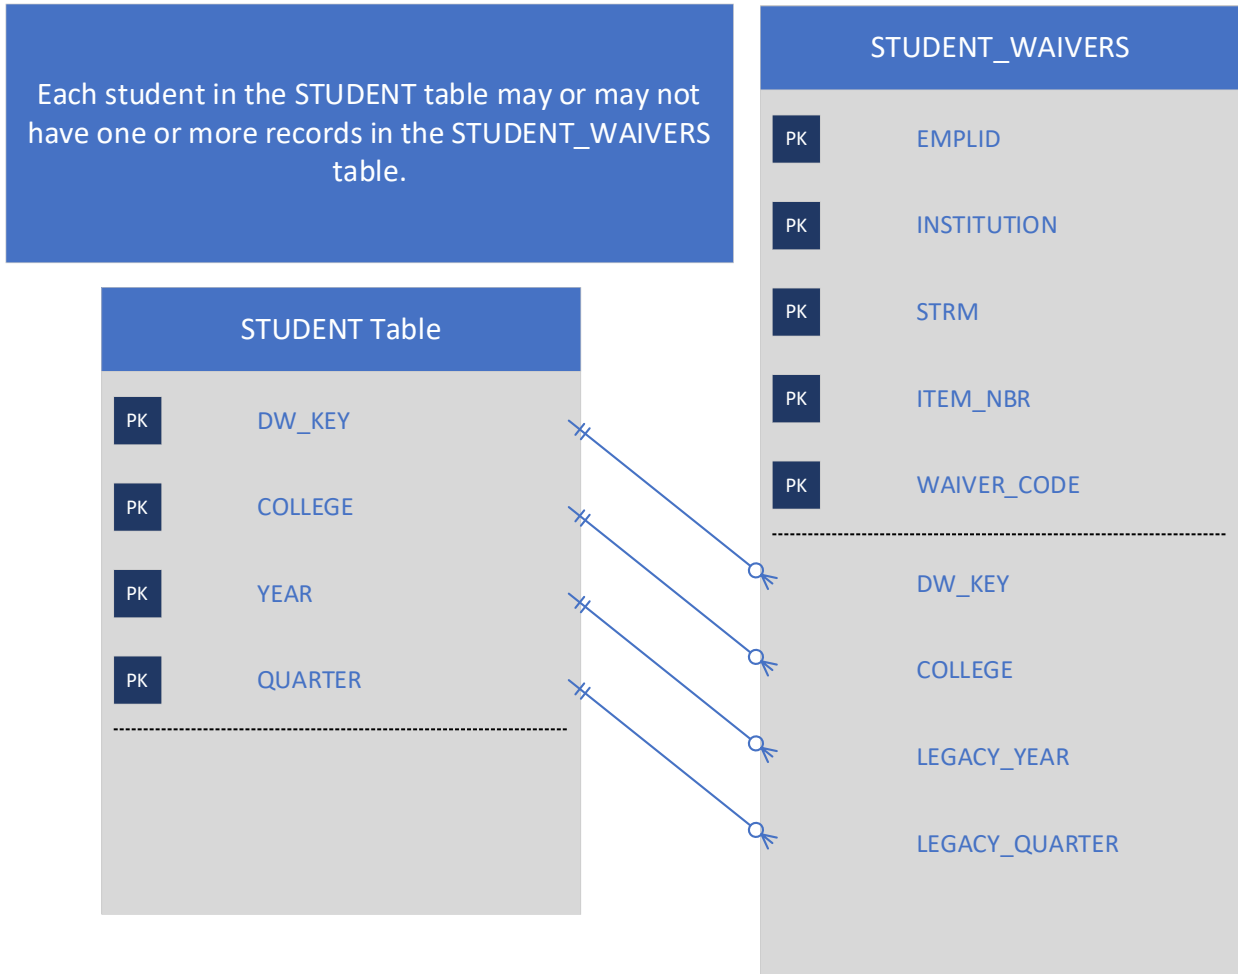 Each student in the STUDENT table may or may not
have one or more records in the STUDENT_WAIVERS
table.
STUDENT Table
PK DW_KEY
PK COLLEGE
PK YEAR
PK QUARTER
STUDENT_WAIVERS
PK EMPLID
PK INSTITUTION
PK STRM
PK ITEM_NBR
PK WAIVER_CODE
DW_KEY
COLLEGE
LEGACY_YEAR
LEGACY_QUARTER